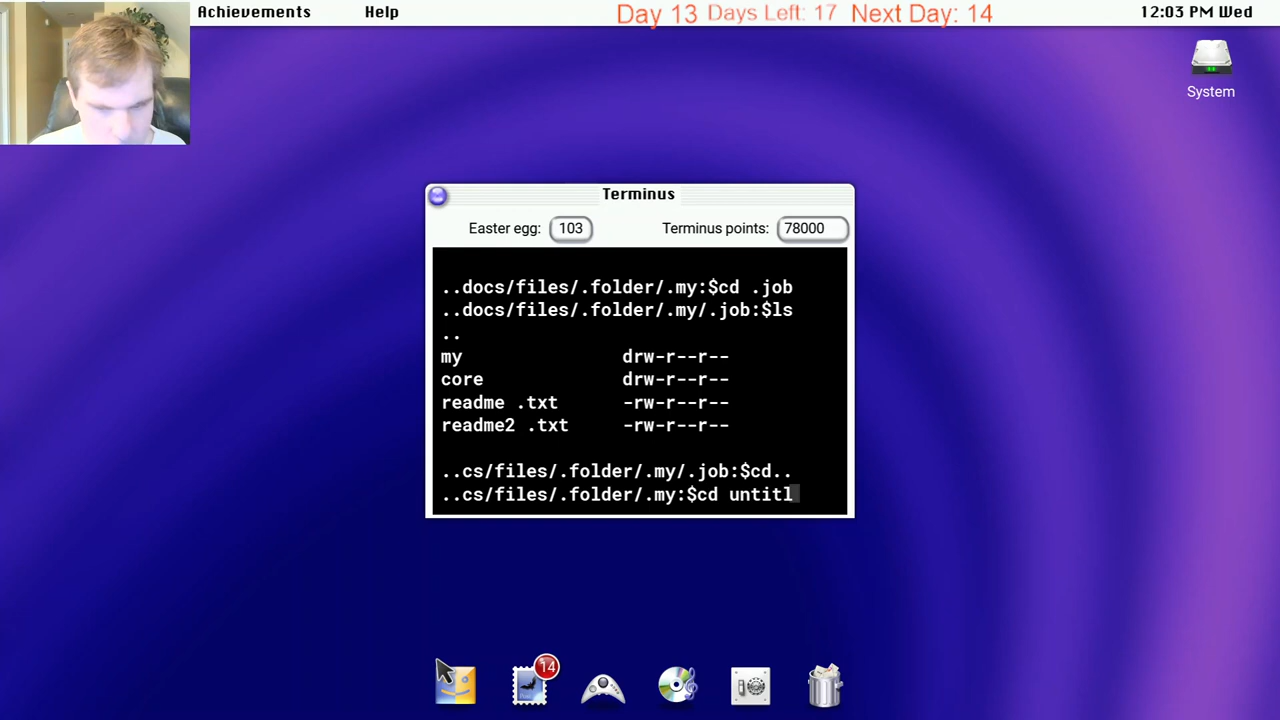 Achievements Help Day 13 Days Left: 17 Next Day: 14 12:03 PM Wed
System
Terminus
Easter egg: 103 Terminus points: 78000
..docs/files/.folder/.my:$cd .job
..docs/files/.folder/.my/.job:$ls
..
my drw-r--r--
core drw-r--r--
readme .txt -rw-r--r--
readme2 .txt -rw-r--r--
..cs/files/.folder/.my/.job:$cd..
..cs/files/.folder/.my:$cd untitl
14